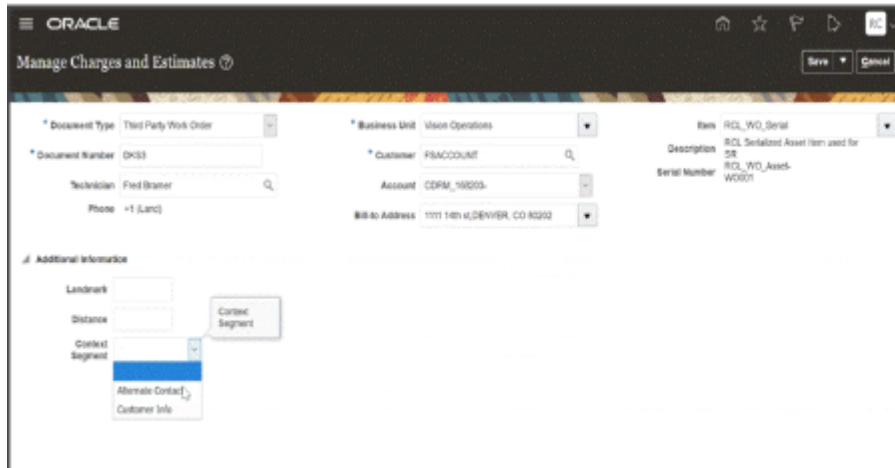 ORACLE
RC
Manage Charges and Estimates
Save
Cancel
* Document Type Third Party Work Order
* Business Unit Vision Operations
Item RCL_WO_Serial
* Document Number DKS3
* Customer FSACCOUNT
Description RCL Serialized Asset Item used for
SR
Technician Fred Bramer
Account CDRM_168203-
Serial Number RCL_WO_Asset-
WO001
Phone +1 (Land)
Bill-to Address 1111 14th st,DENVER, CO 80202
Additional Information
Landmark
Distance
Context
Segment
Context
Segment
Alternate Contact
Customer Info